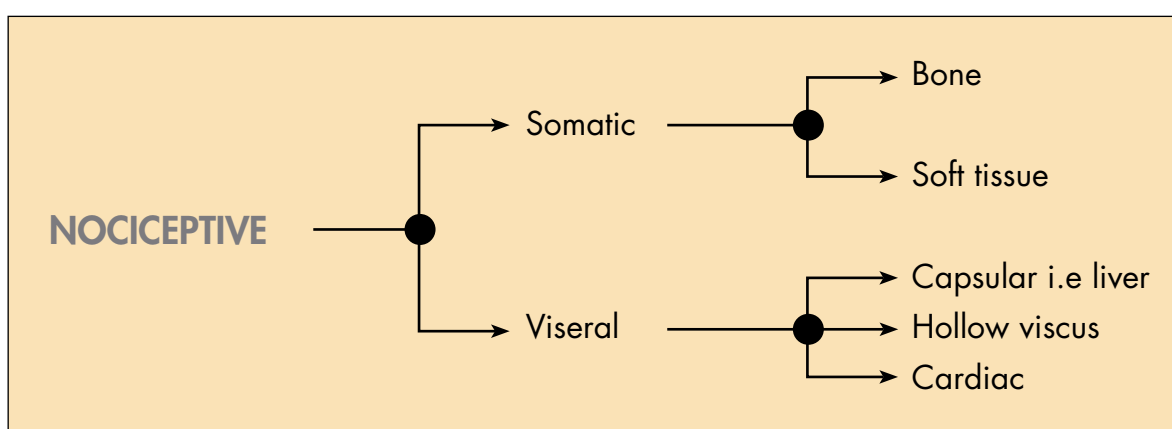 NOCICEPTIVE
Somatic
Bone
Soft tissue
Viseral
Capsular i.e liver
Hollow viscus
Cardiac